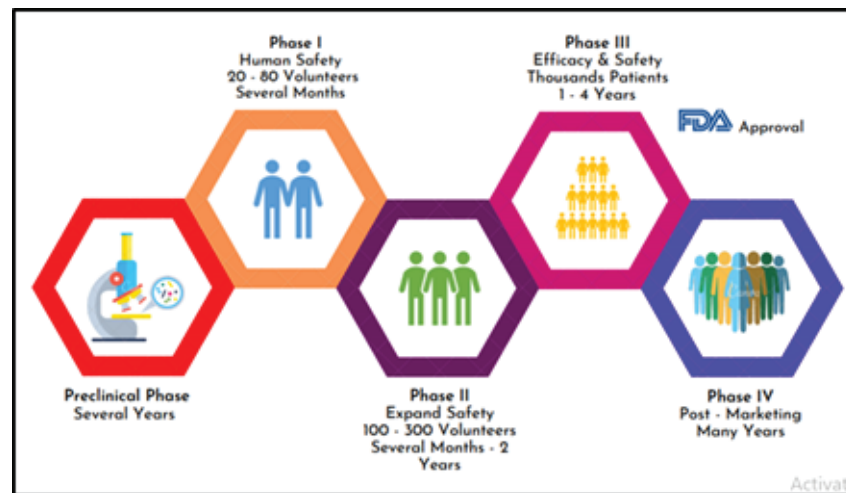 Phase I
Human Safety
20 - 80 Volunteers
Several Months
Phase III
Efficacy & Safety
Thousands Patients
1 - 4 Years
FDA Approval
Preclinical Phase
Several Years
Phase II
Expand Safety
100 - 300 Volunteers
Several Months - 2
Years
Phase IV
Post - Marketing
Many Years
Activat